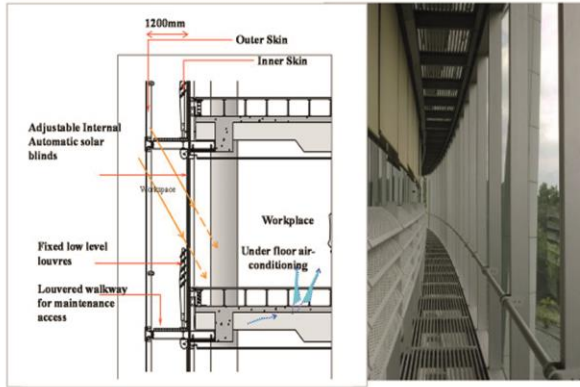 1200mm
Outer Skin
Inner Skin
Adjustable Internal
Automatic solar
blinds
Workspace
Workplace
Under floor air-
conditioning
Fixed low level
louvres
Louvered walkway
for maintenance
access